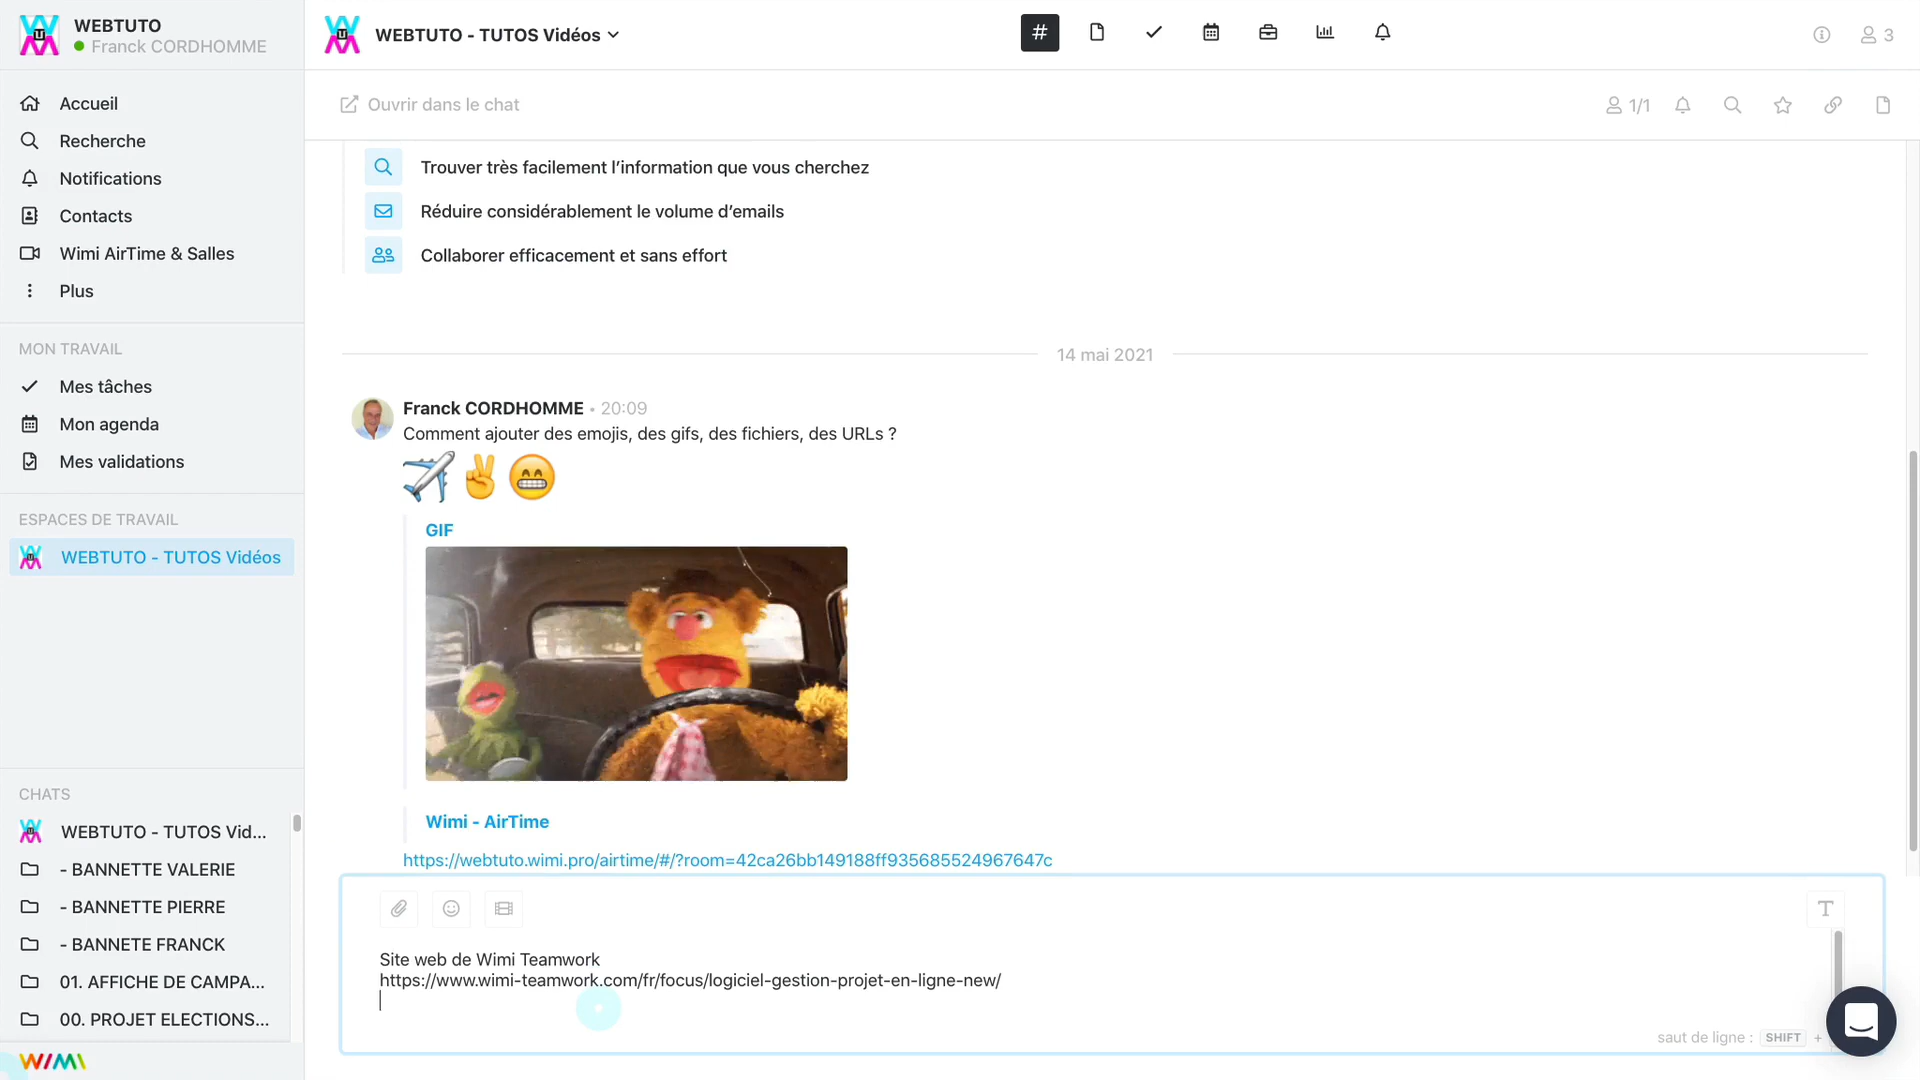 WEBTUTO
Franck CORDHOMME
Accueil
Recherche
Notifications
Contacts
Wimi AirTime & Salles
Plus
MON TRAVAIL
Mes tâches
Mon agenda
Mes validations
ESPACES DE TRAVAIL
WEBTUTO - TUTOS Vidéos
CHATS
WEBTUTO - TUTOS Vid...
- BANNETTE VALERIE
- BANNETTE PIERRE
- BANNETE FRANCK
01. AFFICHE DE CAMPA...
00. PROJET ELECTIONS...
WIMI
WEBTUTO - TUTOS Vidéos
3
Ouvrir dans le chat
1/1
Trouver très facilement l’information que vous cherchez
Réduire considérablement le volume d’emails
Collaborer efficacement et sans effort
14 mai 2021
Franck CORDHOMME • 20:09
Comment ajouter des emojis, des gifs, des fichiers, des URLs ?
GIF
Wimi - AirTime
https://webtuto.wimi.pro/airtime/#/?room=42ca26bb149188ff935685524967647c
T
Site web de Wimi Teamwork
https://www.wimi-teamwork.com/fr/focus/logiciel-gestion-projet-en-ligne-new/
saut de ligne : SHIFT +